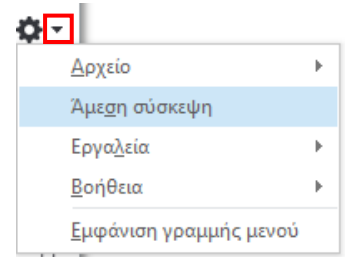 Αρχείο
Άμεση σύσκεψη
Εργαλεία
Βοήθεια
Εμφάνιση γραμμής μενού